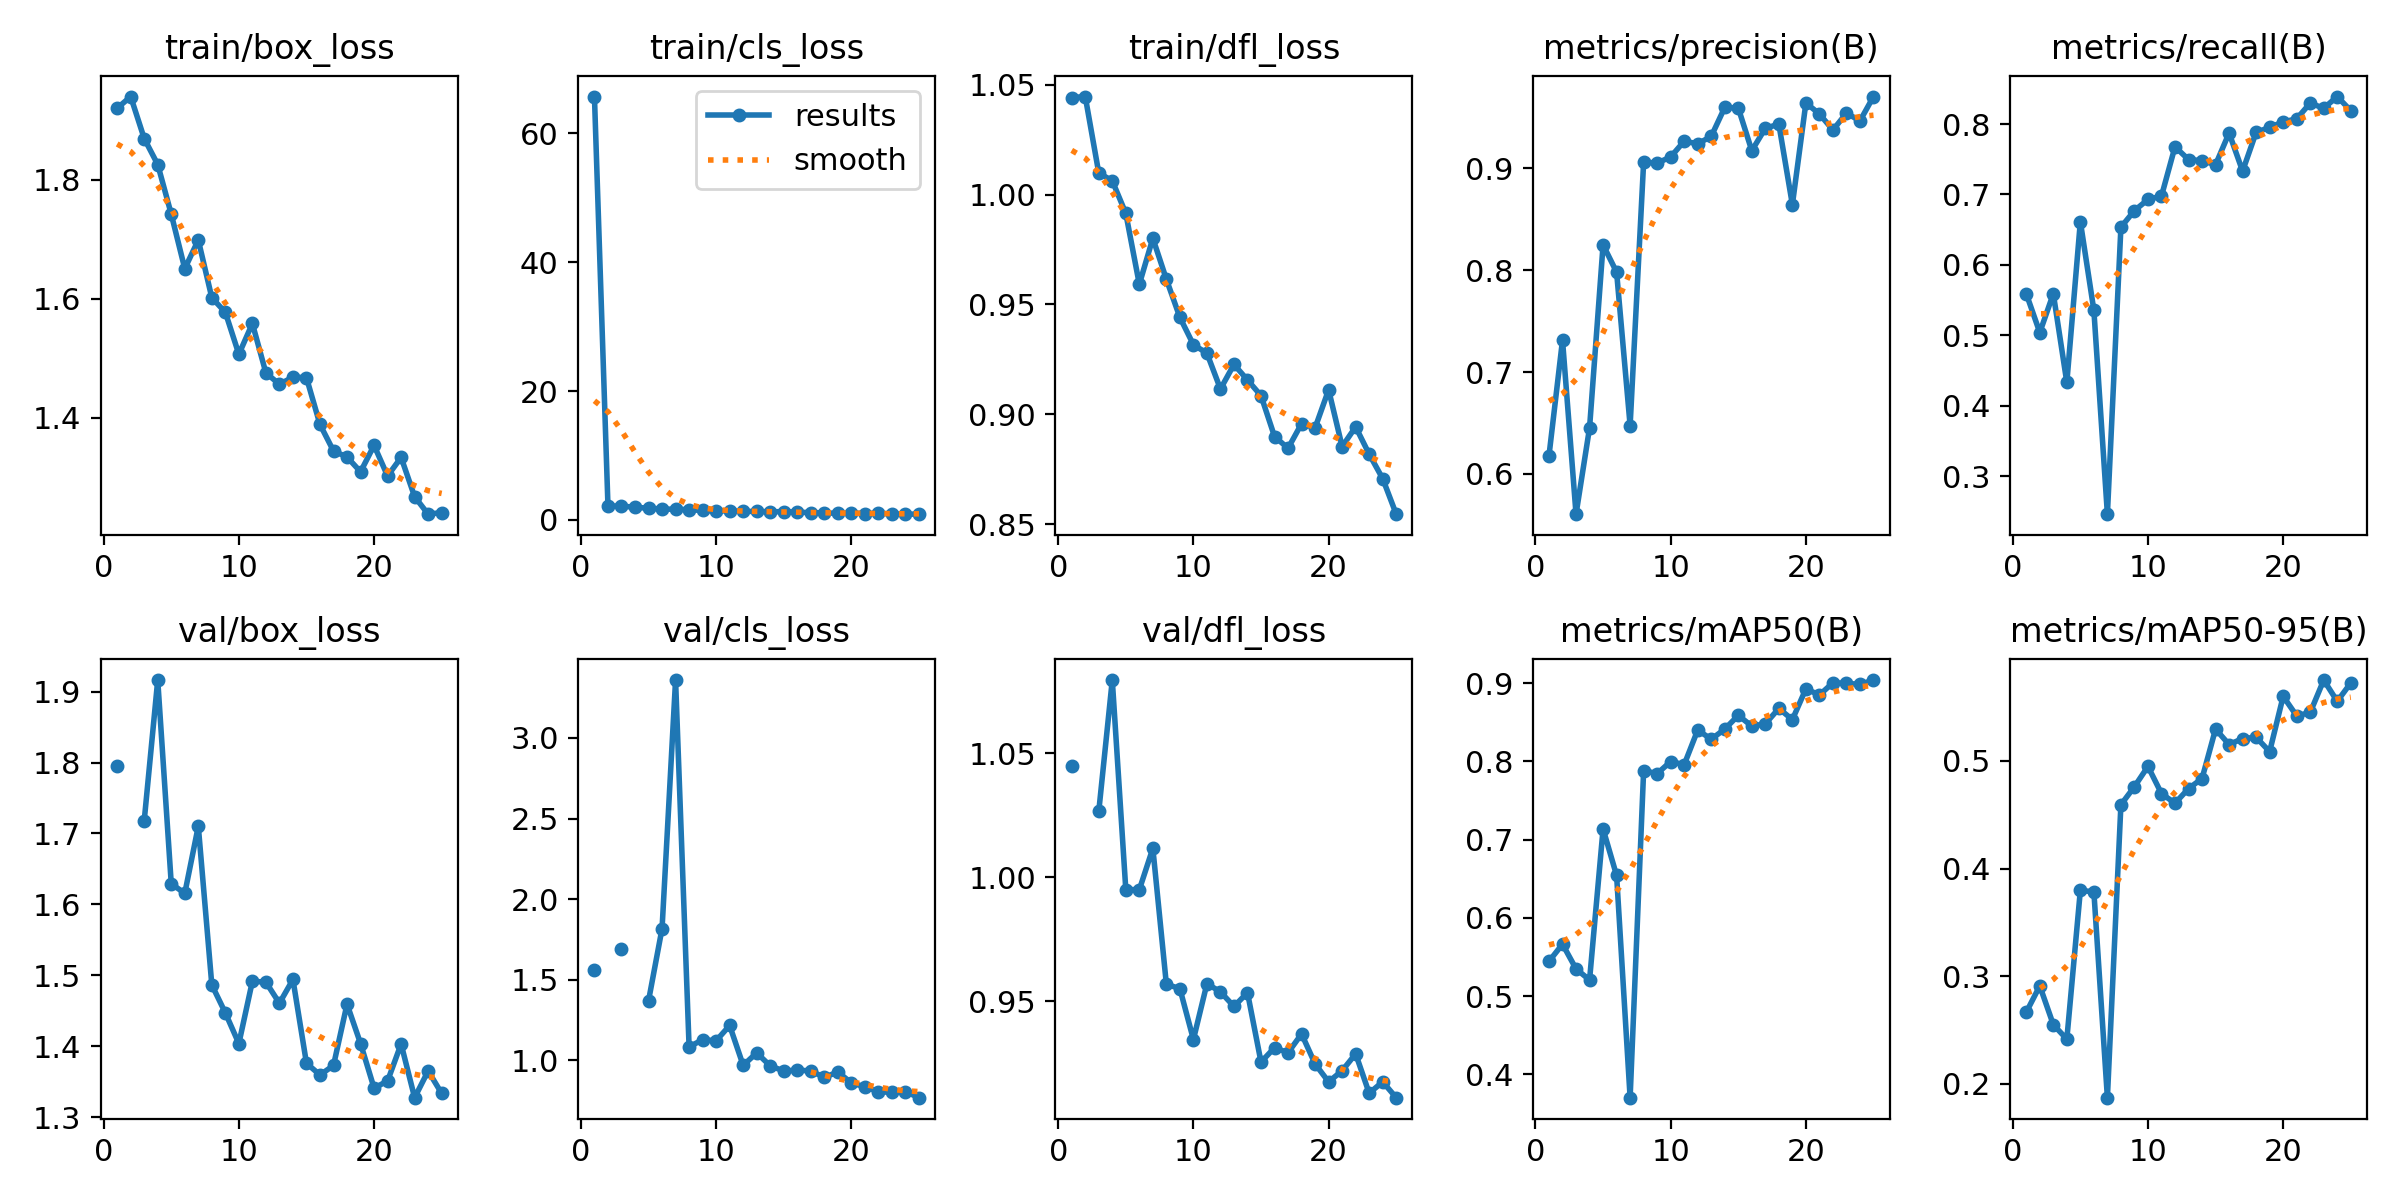 train/box_loss
1.8
1.6
1.4
0 10 20
train/cls_loss
results
smooth
60
40
20
0
0 10 20
train/dfl_loss
1.05
1.00
0.95
0.90
0.85
0 10 20
metrics/precision(B)
0.9
0.8
0.7
0.6
0 10 20
metrics/recall(B)
0.8
0.7
0.6
0.5
0.4
0.3
0 10 20
val/box_loss
1.9
1.8
1.7
1.6
1.5
1.4
1.3
0 10 20
val/cls_loss
3.0
2.5
2.0
1.5
1.0
0 10 20
val/dfl_loss
1.05
1.00
0.95
0 10 20
metrics/mAP50(B)
0.9
0.8
0.7
0.6
0.5
0.4
0 10 20
metrics/mAP50-95(B)
0.5
0.4
0.3
0.2
0 10 20